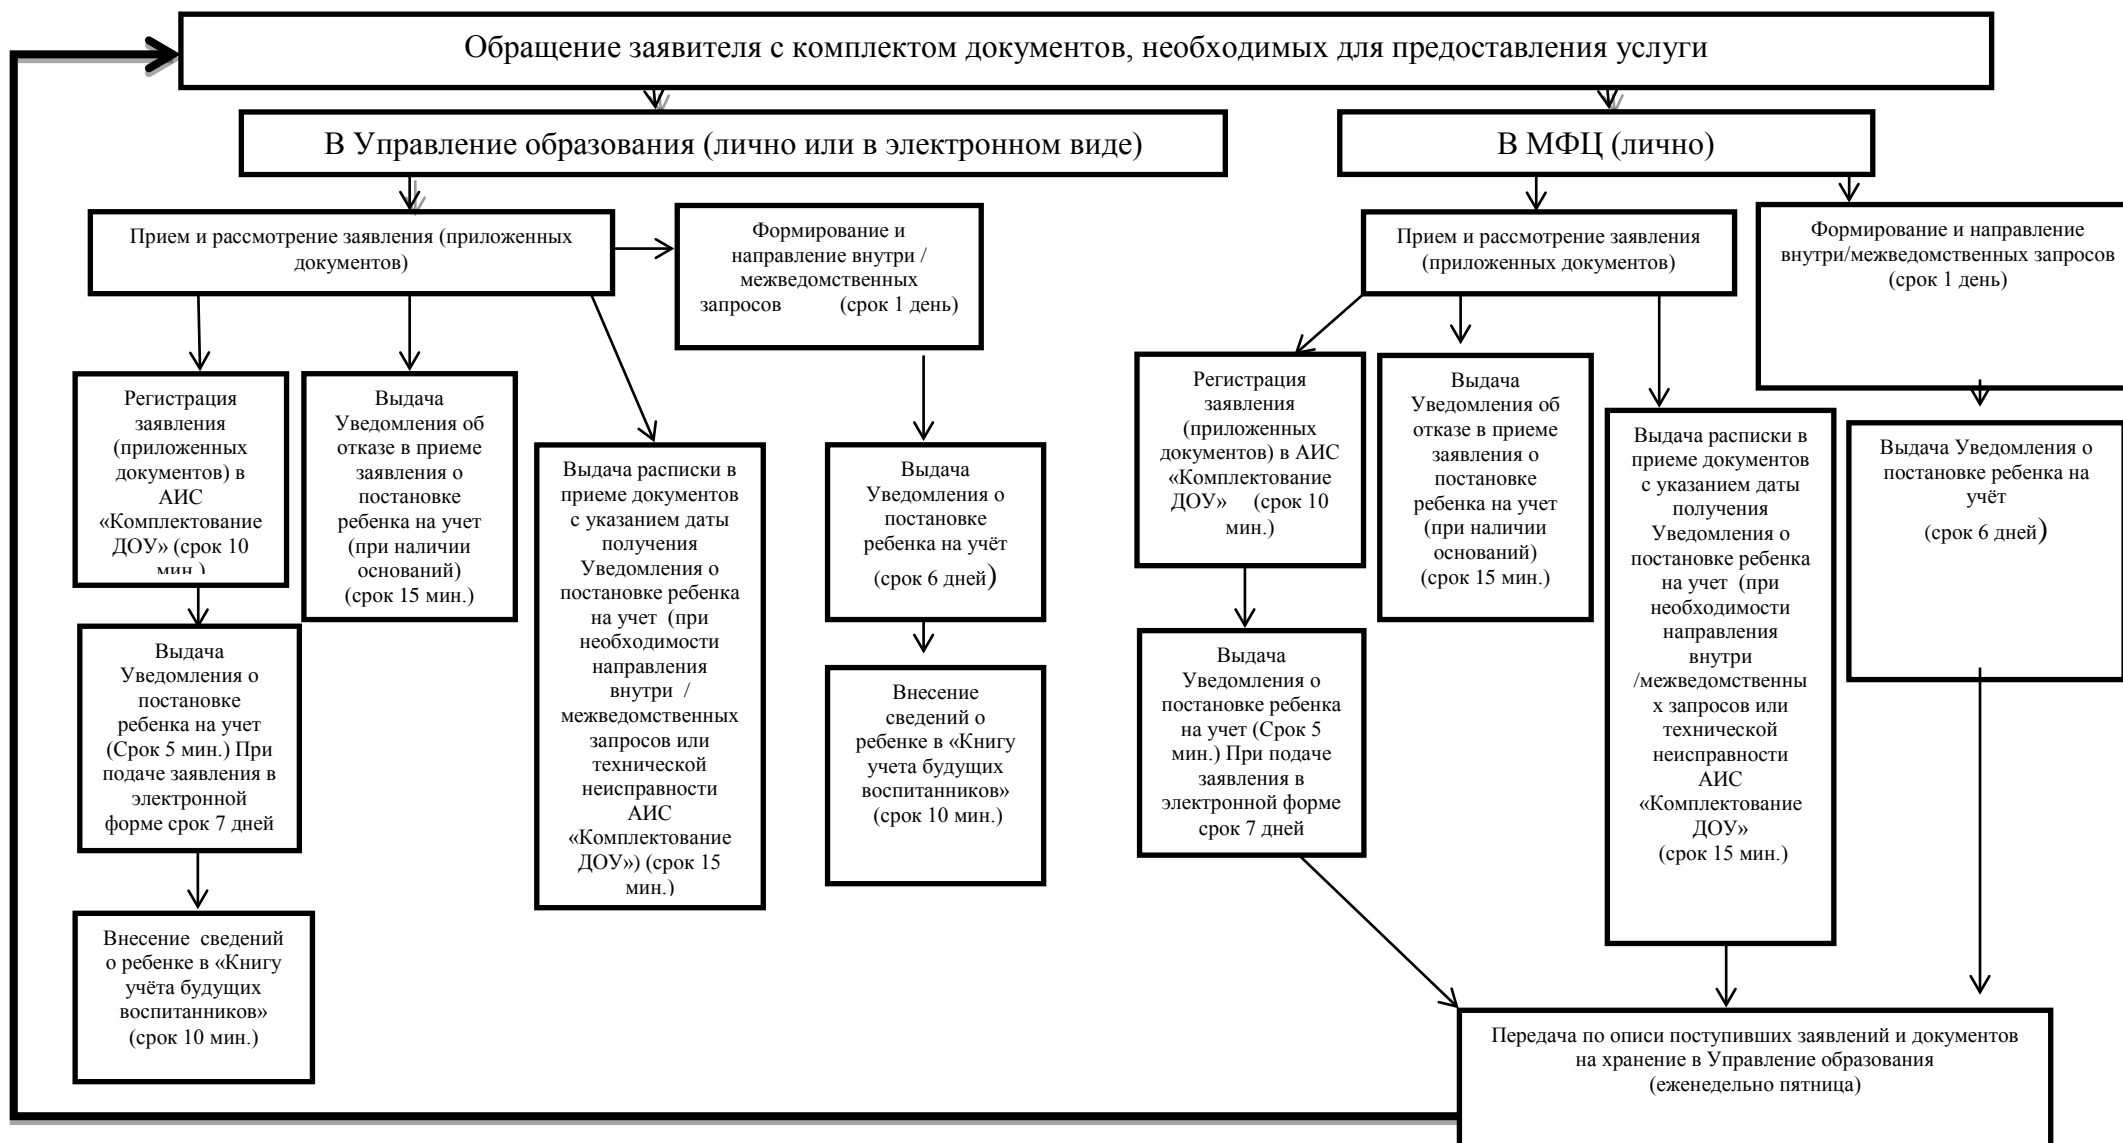 Обращение заявителя с комплектом документов, необходимых для предоставления услуги
В Управление образования (лично или в электронном виде)
В МФЦ (лично)
Прием и рассмотрение заявления (приложенных
документов)
Формирование и
направление внутри /
межведомственных
запросов (срок 1 день)
Прием и рассмотрение заявления
(приложенных документов)
Формирование и направление
внутри/межведомственных запросов
(срок 1 день)
Регистрация
заявления
(приложенных
документов) в
АИС
«Комплектование
ДОУ» (срок 10
мин.)
Выдача
Уведомления об
отказе в приеме
заявления о
постановке
ребенка на учет
(при наличии
оснований)
(срок 15 мин.)
Выдача расписки в
приеме документов
с указанием даты
получения
Уведомления о
постановке ребенка
на учет (при
необходимости
направления
внутри /
межведомственных
запросов или
технической
неисправности
АИС
«Комплектование
ДОУ») (срок 15
мин.)
Выдача
Уведомления о
постановке
ребенка на учёт
(срок 6 дней)
Регистрация
заявления
(приложенных
документов) в АИС
«Комплектование
ДОУ» (срок 10
мин.)
Выдача
Уведомления об
отказе в приеме
заявления о
постановке
ребенка на учет
(при наличии
оснований)
(срок 15 мин.)
Выдача расписки в
приеме документов
с указанием даты
получения
Уведомления о
постановке ребенка
на учет (при
необходимости
направления
внутри
/межведомственны
х запросов или
технической
неисправности
АИС
«Комплектование
ДОУ»
(срок 15 мин.)
Выдача Уведомления о
постановке ребенка на
учёт
(срок 6 дней)
Выдача
Уведомления о
постановке
ребенка на учет
(Срок 5 мин.) При
подаче заявления в
электронной
форме срок 7 дней
Внесение
сведений о
ребенке в «Книгу
учета будущих
воспитанников»
(срок 10 мин.)
Выдача
Уведомления о
постановке ребенка
на учет (Срок 5
мин.) При подаче
заявления в
электронной форме
срок 7 дней
Внесение сведений
о ребенке в «Книгу
учёта будущих
воспитанников»
(срок 10 мин.)
Передача по описи поступивших заявлений и документов
на хранение в Управление образования
(еженедельно пятница)